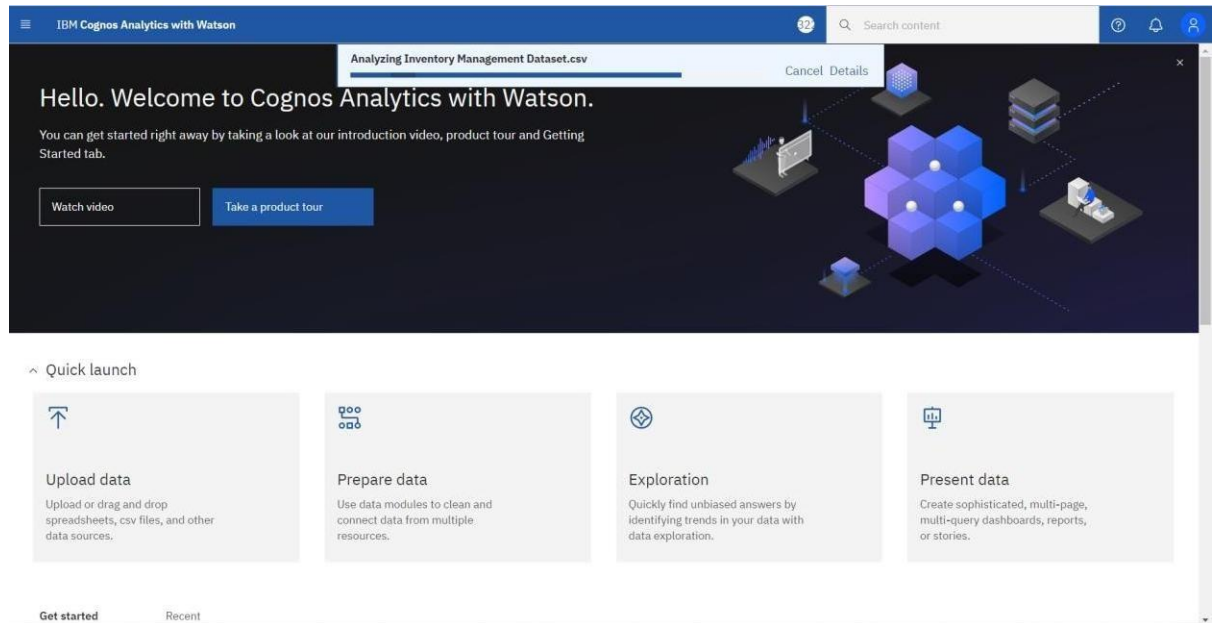 IBM Cognos Analytics with Watson
32
Search content
Analyzing Inventory Management Dataset.csv
Cancel Details
Hello. Welcome to Cognos Analytics with Watson.
You can get started right away by taking a look at our introduction video, product tour and Getting
Started tab.
Watch video
Take a product tour
Quick launch
Upload data
Upload or drag and drop
spreadsheets, csv files, and other
data sources.
Prepare data
Use data modules to clean and
connect data from multiple
resources.
Exploration
Quickly find unbiased answers by
identifying trends in your data with
data exploration.
Present data
Create sophisticated, multi-page,
multi-query dashboards, reports,
or stories.
Get started
Recent